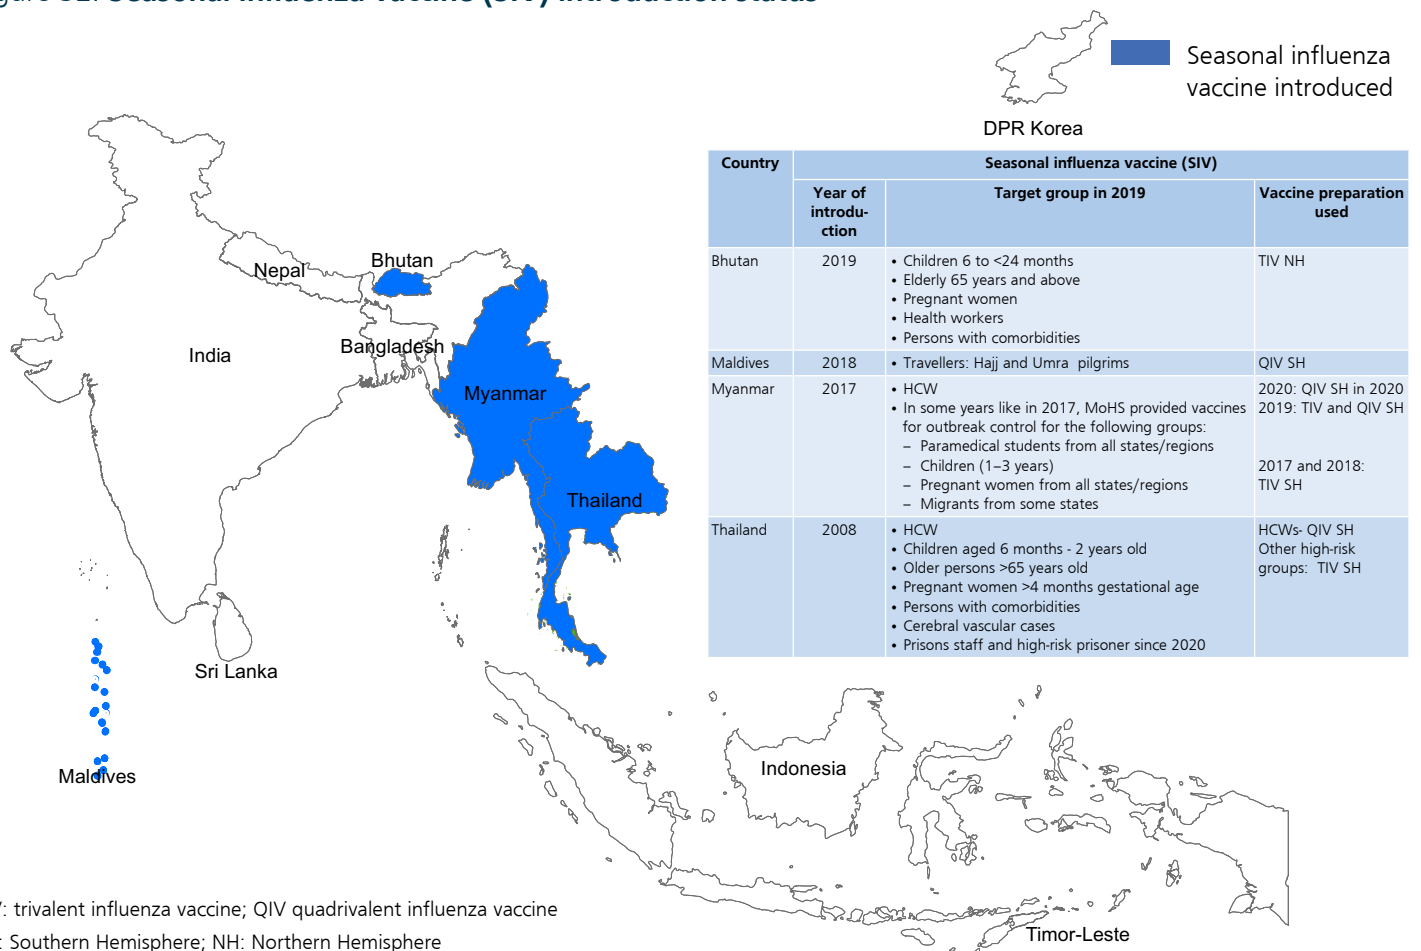 Seasonal influenza vaccine (SIV) introduction status
Seasonal influenza
vaccine introduced
DPR Korea
Country
Seasonal influenza vaccine (SIV)
Year of
introdu-
ction
Target group in 2019
Vaccine preparation
used
Bhutan
2019
• Children 6 to <24 months
• Elderly 65 years and above
• Pregnant women
• Health workers
• Persons with comorbidities
TIV NH
Maldives
2018
• Travellers: Hajj and Umra pilgrims
QIV SH
Myanmar
2017
• HCW
• In some years like in 2017, MoHS provided vaccines
for outbreak control for the following groups:
– Paramedical students from all states/regions
– Children (1–3 years)
– Pregnant women from all states/regions
– Migrants from some states
2020: QIV SH in 2020
2019: TIV and QIV SH
2017 and 2018:
TIV SH
Thailand
2008
• HCW
• Children aged 6 months - 2 years old
• Older persons >65 years old
• Pregnant women >4 months gestational age
• Persons with comorbidities
• Cerebral vascular cases
• Prisons staff and high-risk prisoner since 2020
HCWs- QIV SH
Other high-risk
groups: TIV SH
Nepal
Bhutan
India
Bangladesh
Myanmar
Thailand
Sri Lanka
Maldives
Indonesia
Timor-Leste
: trivalent influenza vaccine; QIV quadrivalent influenza vaccine
: Southern Hemisphere; NH: Northern Hemisphere